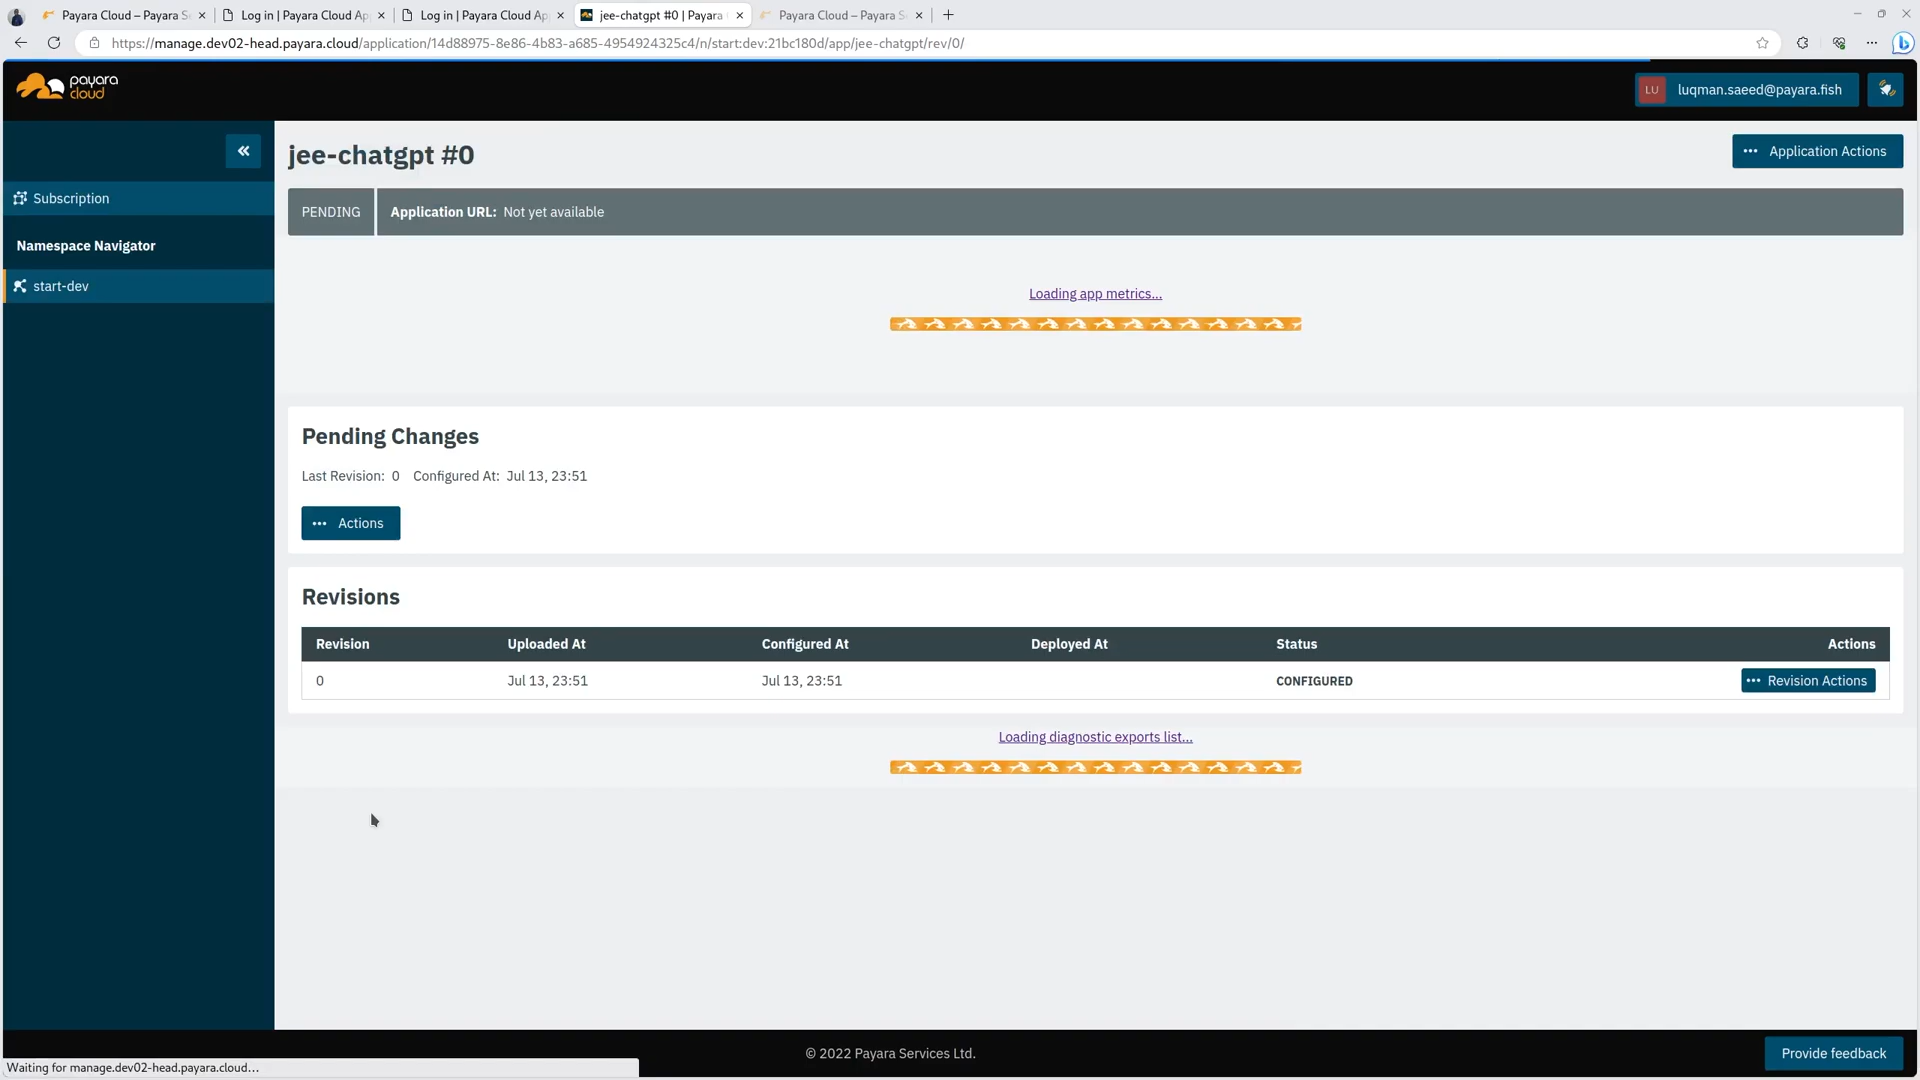 Payara Cloud – Payara S
Log in | Payara Cloud Ap
Log in | Payara Cloud Ap
jee-chatgpt #0 | Payara
Payara Cloud – Payara S
https://manage.dev02-head.payara.cloud/application/14d88975-8e86-4b83-a685-4954924325c4/n/start:dev:21bc180d/app/jee-chatgpt/rev/0/
payara
cloud
LU luqman.saeed@payara.fish
jee-chatgpt #0
Application Actions
Subscription
PENDING Application URL: Not yet available
Namespace Navigator
start-dev
Loading app metrics...
Pending Changes
Last Revision: 0 Configured At: Jul 13, 23:51
Actions
Revisions
Revision Uploaded At Configured At Deployed At Status Actions
0 Jul 13, 23:51 Jul 13, 23:51 CONFIGURED Revision Actions
Loading diagnostic exports list...
© 2022 Payara Services Ltd.
Provide feedback
Waiting for manage.dev02-head.payara.cloud...